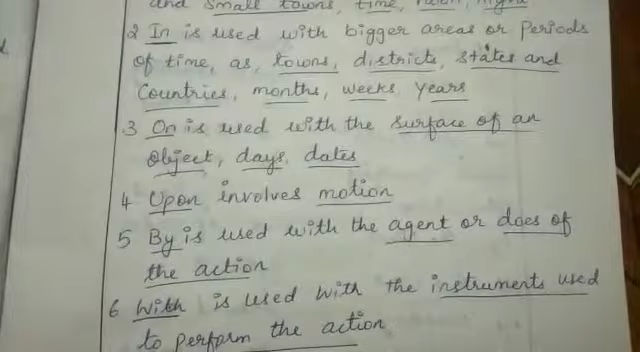 and small towns, time, noon, night
2 In is used with bigger areas or periods
of time, as, towns, districts, states and
Countries, months, weeks years
3 On is used with the surface of an
object, days, dates
4 Upon involves motion
5 By is used with the agent or does of
the action
6 With is used with the instruments used
to perform the action